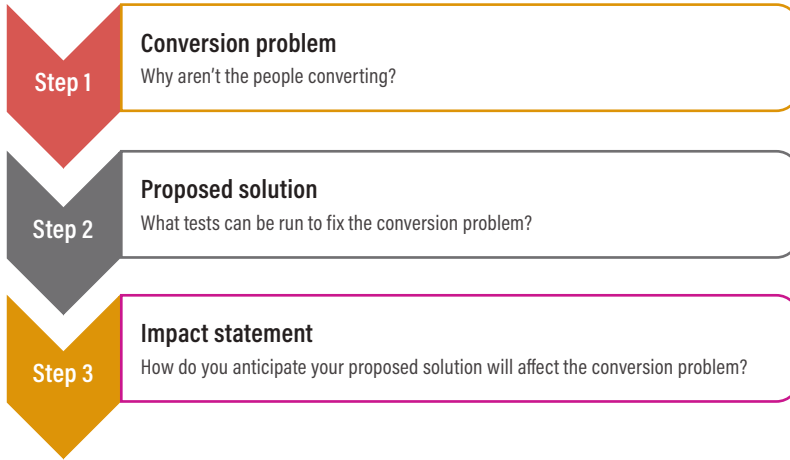 Step 1
Conversion problem
Why aren't the people converting?
Step 2
Proposed solution
What tests can be run to fix the conversion problem?
Step 3
Impact statement
How do you anticipate your proposed solution will affect the conversion problem?